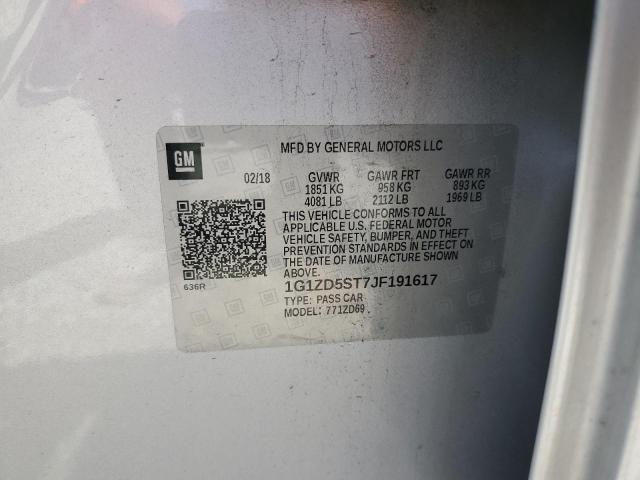 GM
MFD BY GENERAL MOTORS LLC
02/18 GVWR GAWR FRT GAWR RR
1851 KG 958 KG 893 KG
4081 LB 2112 LB 1969 LB
THIS VEHICLE CONFORMS TO ALL
APPLICABLE U.S. FEDERAL MOTOR
VEHICLE SAFETY, BUMPER, AND THEFT
PREVENTION STANDARDS IN EFFECT ON
THE DATE OF MANUFACTURE SHOWN
ABOVE.
636R
1G1ZD5ST7JF191617
TYPE: PASS CAR
MODEL: 771ZD69